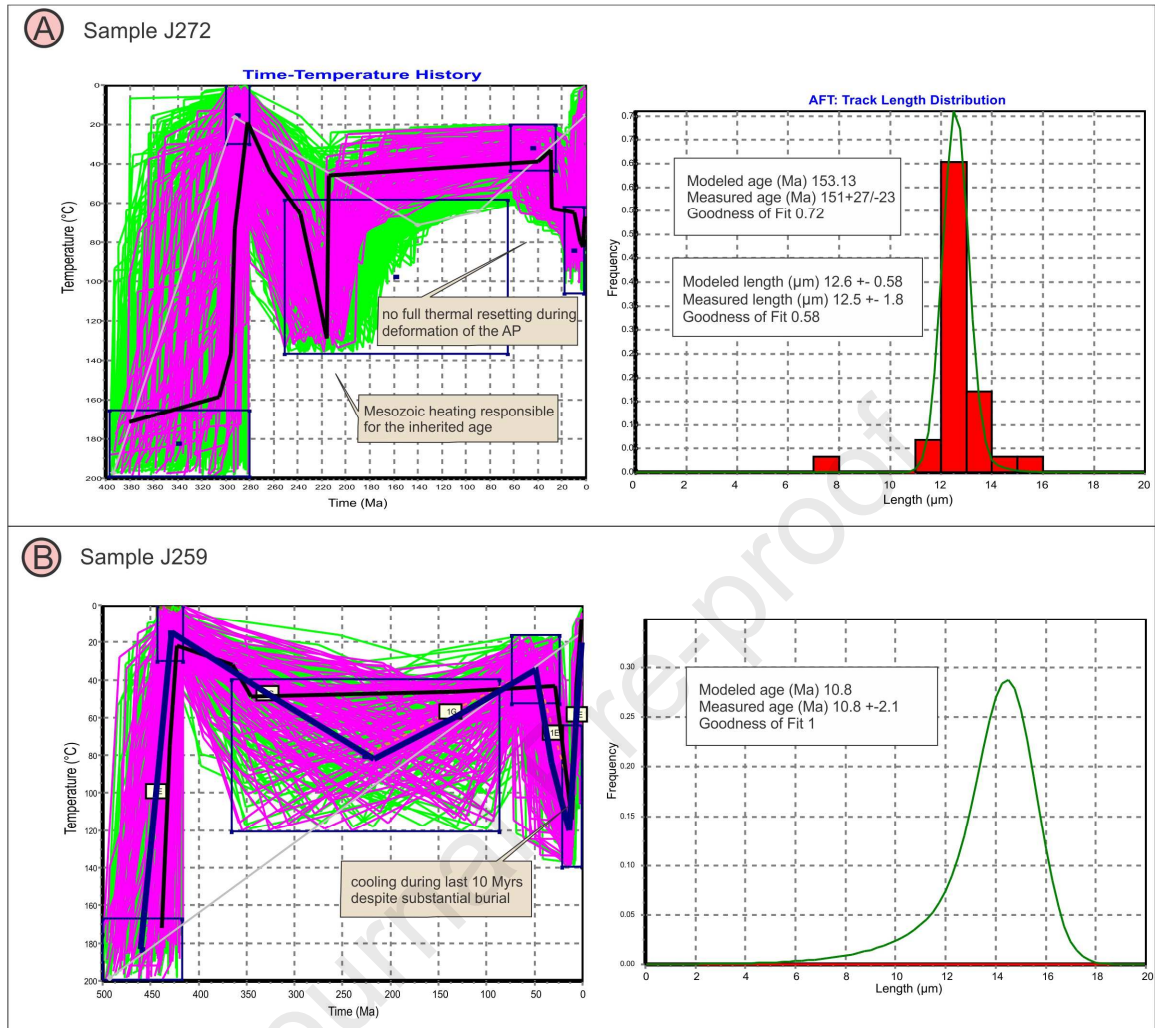 A
Sample J272
Time-Temperature History
Temperature (°C)
0
20
40
60
80
100
120
140
160
180
200
400 380 360 340 320 300 280 260 240 220 200 180 160 140 120 100 80 60 40 20 0
Time (Ma)
no full thermal resetting during
deformation of the AP
Mesozoic heating responsible
for the inherited age
AFT: Track Length Distribution
Frequency
Modeled age (Ma) 153.13
Measured age (Ma) 151+27/-23
Goodness of Fit 0.72
Modeled length (µm) 12.6 +- 0.58
Measured length (µm) 12.5 +- 1.8
Goodness of Fit 0.58
0 2 4 6 8 10 12 14 16 18 20
Length (µm)
B
Sample J259
Temperature (°C)
0
20
40
60
80
100
120
140
160
180
200
500 450 400 350 300 250 200 150 100 50 0
Time (Ma)
1G
1E
cooling during last 10 Myrs
despite substantial burial
Frequency
0.30
0.25
0.20
0.15
0.10
0.05
0.00
Modeled age (Ma) 10.8
Measured age (Ma) 10.8 +-2.1
Goodness of Fit 1
0 2 4 6 8 10 12 14 16 18 20
Length (µm)
Journal Pre-proof